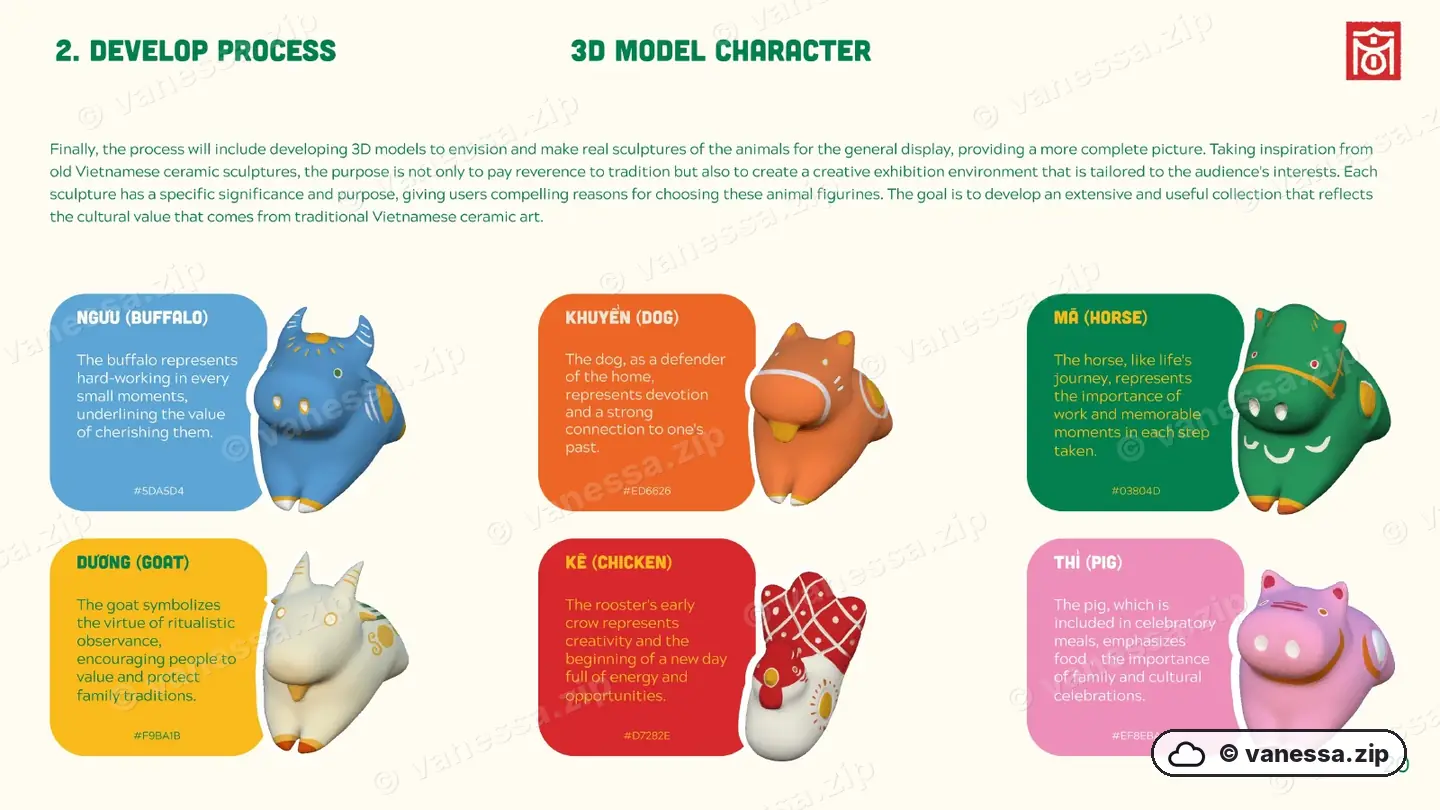 2. DEVELOP PROCESS
3D MODEL CHARACTER
Finally, the process will include developing 3D models to envision and make real sculptures of the animals for the general display, providing a more complete picture. Taking inspiration from
old Vietnamese ceramic sculptures, the purpose is not only to pay reverence to tradition but also to create a creative exhibition environment that is tailored to the audience's interests. Each
sculpture has a specific significance and purpose, giving users compelling reasons for choosing these animal figurines. The goal is to develop an extensive and useful collection that reflects
the cultural value that comes from traditional Vietnamese ceramic art.
NGƯU (BUFFALO)
The buffalo represents
hard-working in every
small moments,
underlining the value
of cherishing them.
#5DA5D4
KHUYỂN (DOG)
The dog, as a defender
of the home,
represents devotion
and a strong
connection to one's
past.
#ED6626
MÃ (HORSE)
The horse, like life's
journey, represents
the importance of
work and memorable
moments in each step
taken.
#03804D
DƯƠNG (GOAT)
The goat symbolizes
the virtue of ritualistic
observance,
encouraging people to
value and protect
family traditions.
#F9BA1B
KÊ (CHICKEN)
The rooster's early
crow represents
creativity and the
beginning of a new day
full of energy and
opportunities.
#D7282E
THỈ (PIG)
The pig, which is
included in celebratory
meals, emphasizes
food , the importance
of family and cultural
celebrations.
#EF8EB
© vanessa.zip